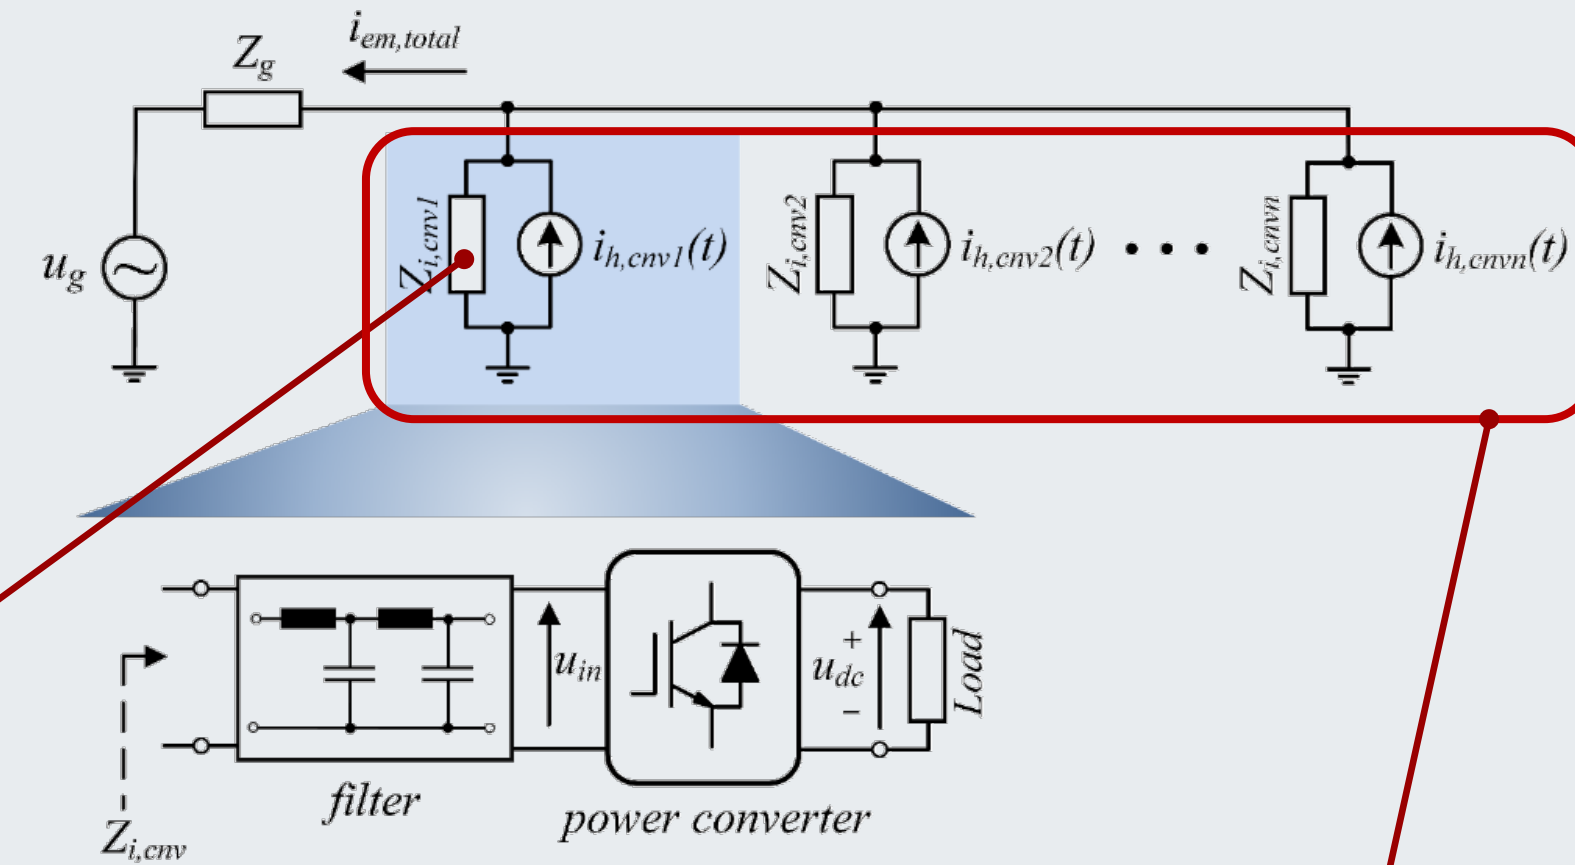 i_em,total
Z_g
u_g
Z_i,cnv1
i_h,cnv1(t)
Z_i,cnv2
i_h,cnv2(t)
• • •
Z_i,cnvn
i_h,cnvn(t)
u_in
u_dc
+
−
Load
filter
power converter
Z_i,cnv